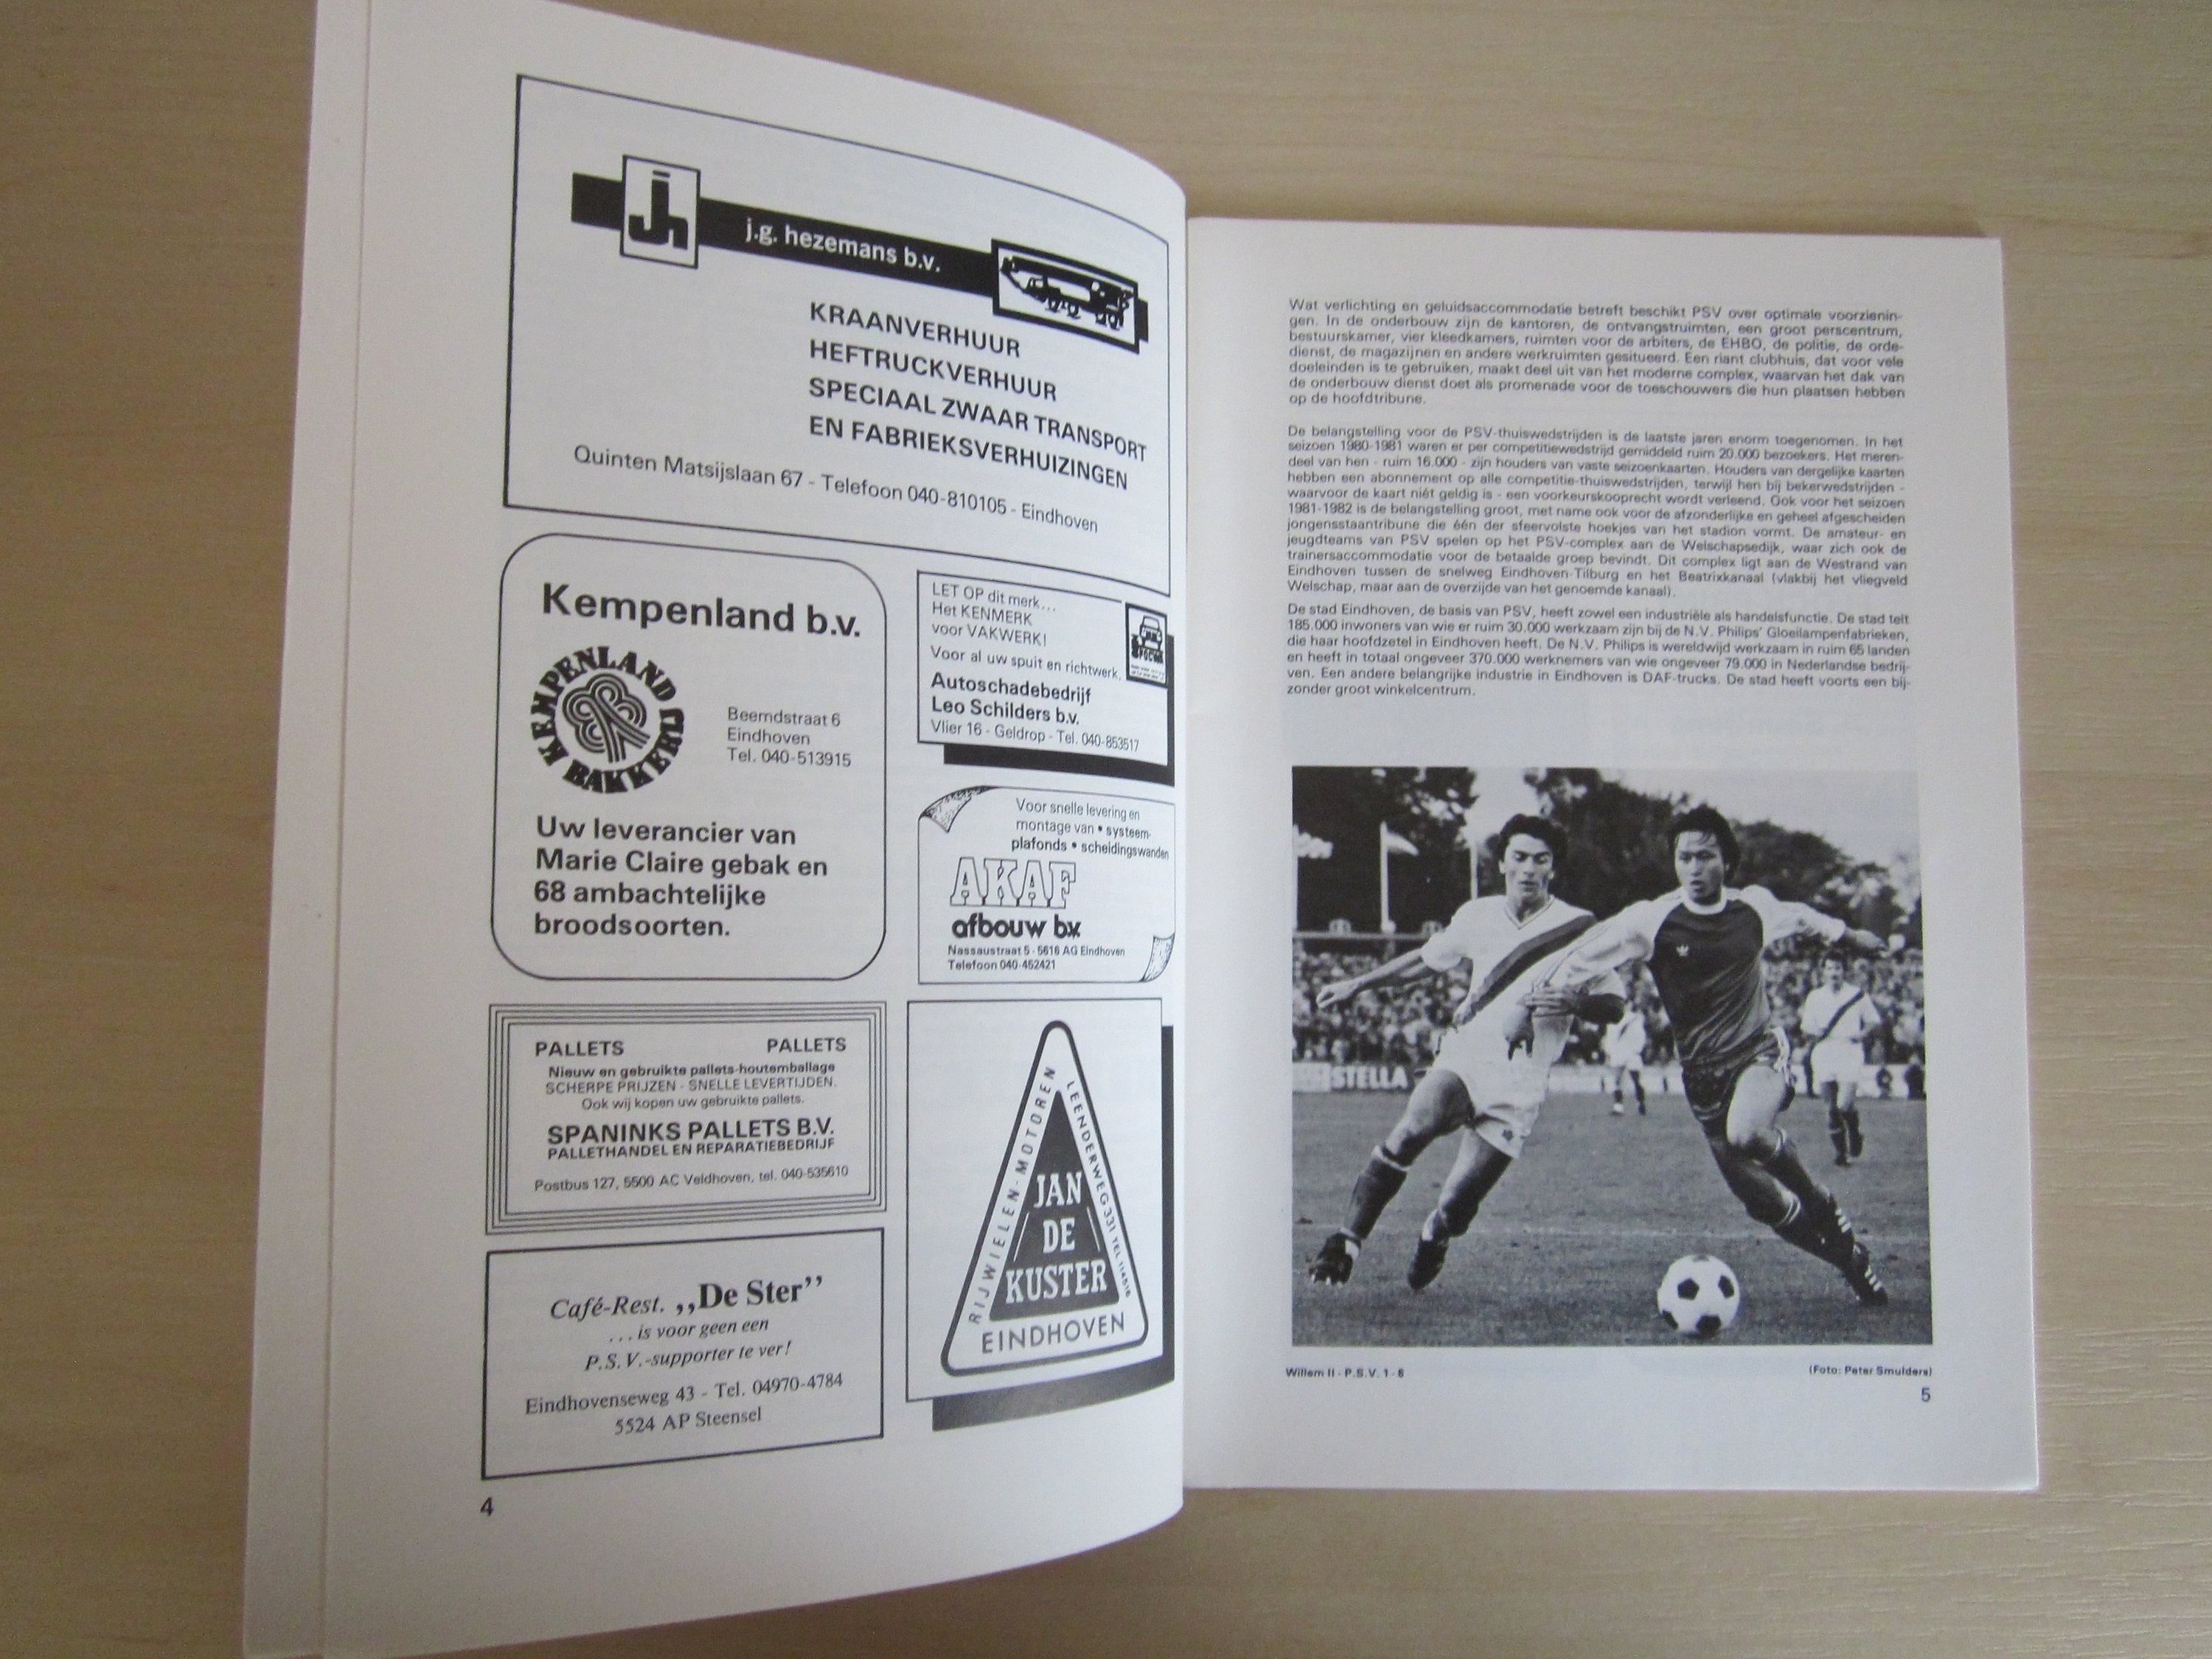 jh
j.g. hezemans b.v.
KRAANVERHUUR
HEFTRUCKVERHUUR
SPECIAAL ZWAAR TRANSPORT
EN FABRIEKSVERHUIZINGEN
Quinten Matsijslaan 67 - Telefoon 040-810105 - Eindhoven
Kempenland b.v.
KEMPENLAND BAKKERIJ
Beemdstraat 6
Eindhoven
Tel. 040-513915
Uw leverancier van
Marie Claire gebak en
68 ambachtelijke
broodsoorten.
LET OP dit merk...
Het KENMERK
voor VAKWERK!
Voor al uw spuit en richtwerk.
Autoschadebedrijf
Leo Schilders b.v.
Vlier 16 - Geldrop - Tel. 040-853517
FOCWA
Voor snelle levering en
montage van • systeem-
plafonds • scheidingswanden
AKAF
afbouw b.v.
Nassaustraat 5 - 5616 AG Eindhoven
Telefoon 040-452421
PALLETS PALLETS
Nieuw en gebruikte pallets-houtemballage
SCHERPE PRIJZEN - SNELLE LEVERTIJDEN.
Ook wij kopen uw gebruikte pallets.
SPANINKS PALLETS B.V.
PALLETHANDEL EN REPARATIEBEDRIJF
Postbus 127, 5500 AC Veldhoven, tel. 040-535610
RIJWIELEN-MOTOREN
LEENDERWEG 331 TEL.
JAN
DE
KUSTER
EINDHOVEN
Café-Rest. ,,De Ster''
...is voor geen een
P.S.V.-supporter te ver!
Eindhovenseweg 43 - Tel. 04970-4784
5524 AP Steensel
4
Wat verlichting en geluidsaccommodatie betreft beschikt PSV over optimale voorzienin-
gen. In de onderbouw zijn de kantoren, de ontvangstruimten, een groot perscentrum,
bestuurskamer, vier kleedkamers, ruimten voor de arbiters, de EHBO, de politie, de orde-
dienst, de magazijnen en andere werkruimten gesitueerd. Een riant clubhuis, dat voor vele
doeleinden is te gebruiken, maakt deel uit van het moderne complex, waarvan het dak van
de onderbouw dienst doet als promenade voor de toeschouwers die hun plaatsen hebben
op de hoofdtribune.
De belangstelling voor de PSV-thuiswedstrijden is de laatste jaren enorm toegenomen. In het
seizoen 1980-1981 waren er per competitiewedstrijd gemiddeld ruim 20.000 bezoekers. Het meren-
deel van hen - ruim 16.000 - zijn houders van vaste seizoenkaarten. Houders van dergelijke kaarten
hebben een abonnement op alle competitie-thuiswedstrijden, terwijl hen bij bekerwedstrijden -
waarvoor de kaart niét geldig is - een voorkeurskooprecht wordt verleend. Ook voor het seizoen
1981-1982 is de belangstelling groot, met name ook voor de afzonderlijke en geheel afgescheiden
jongensstaantribune die één der sfeervolste hoekjes van het stadion vormt. De amateur- en
jeugdteams van PSV spelen op het PSV-complex aan de Welschapsedijk, waar zich ook de
trainersaccommodatie voor de betaalde groep bevindt. Dit complex ligt aan de Westrand van
Eindhoven tussen de snelweg Eindhoven-Tilburg en het Beatrixkanaal (vlakbij het vliegveld
Welschap, maar aan de overzijde van het genoemde kanaal).
De stad Eindhoven, de basis van PSV, heeft zowel een industriële als handelsfunctie. De stad telt
185.000 inwoners van wie er ruim 30.000 werkzaam zijn bij de N.V. Philips' Gloeilampenfabrieken,
die haar hoofdzetel in Eindhoven heeft. De N.V. Philips is wereldwijd werkzaam in ruim 65 landen
en heeft in totaal ongeveer 370.000 werknemers van wie ongeveer 79.000 in Nederlandse bedrij-
ven. Een andere belangrijke industrie in Eindhoven is DAF-trucks. De stad heeft voorts een bij-
zonder groot winkelcentrum.
STELLA
Willem II - P.S.V. 1 - 6 (Foto: Peter Smulders)
5